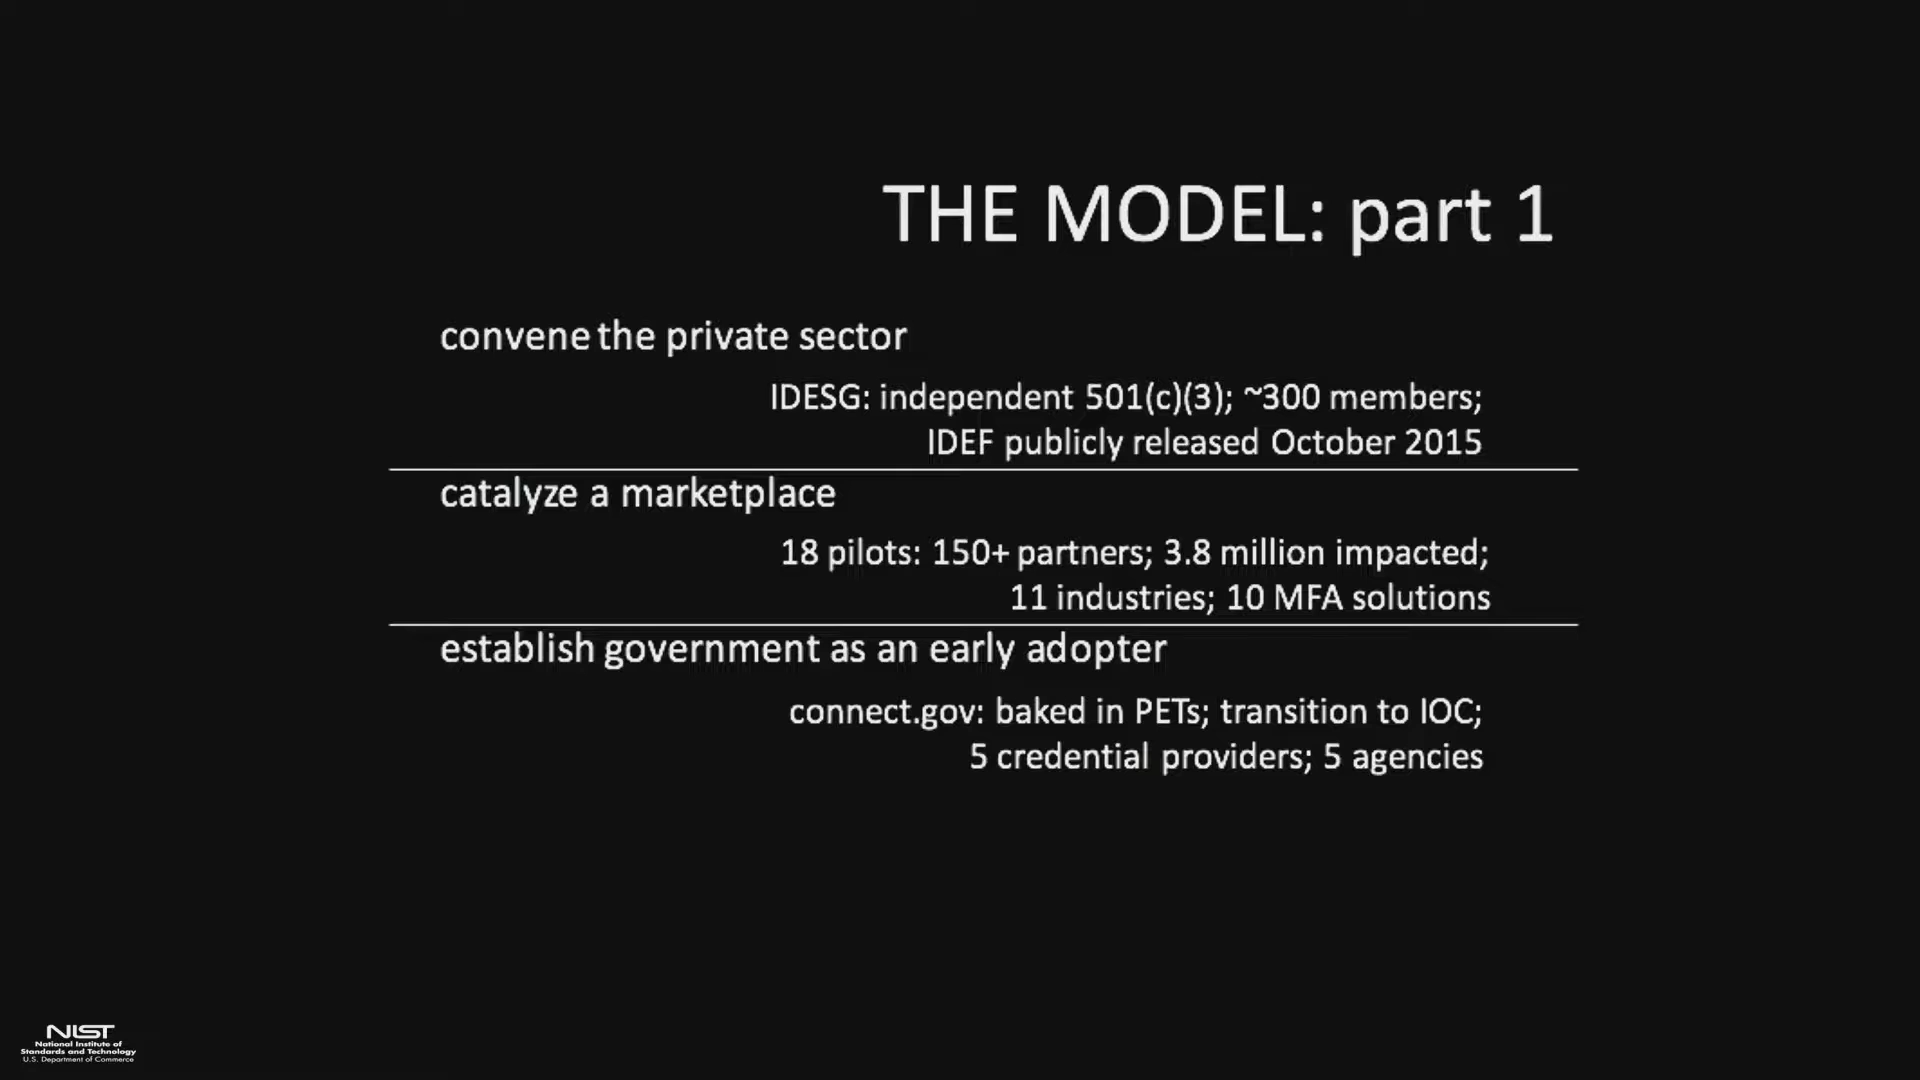 THE MODEL: part 1
convene the private sector
IDESG: independent 501(c)(3); ~300 members;
IDEF publicly released October 2015
catalyze a marketplace
18 pilots: 150+ partners; 3.8 million impacted;
11 industries; 10 MFA solutions
establish government as an early adopter
connect.gov: baked in PETs; transition to IOC;
5 credential providers; 5 agencies
NIST
National Institute of
Standards and Technology
U.S. Department of Commerce